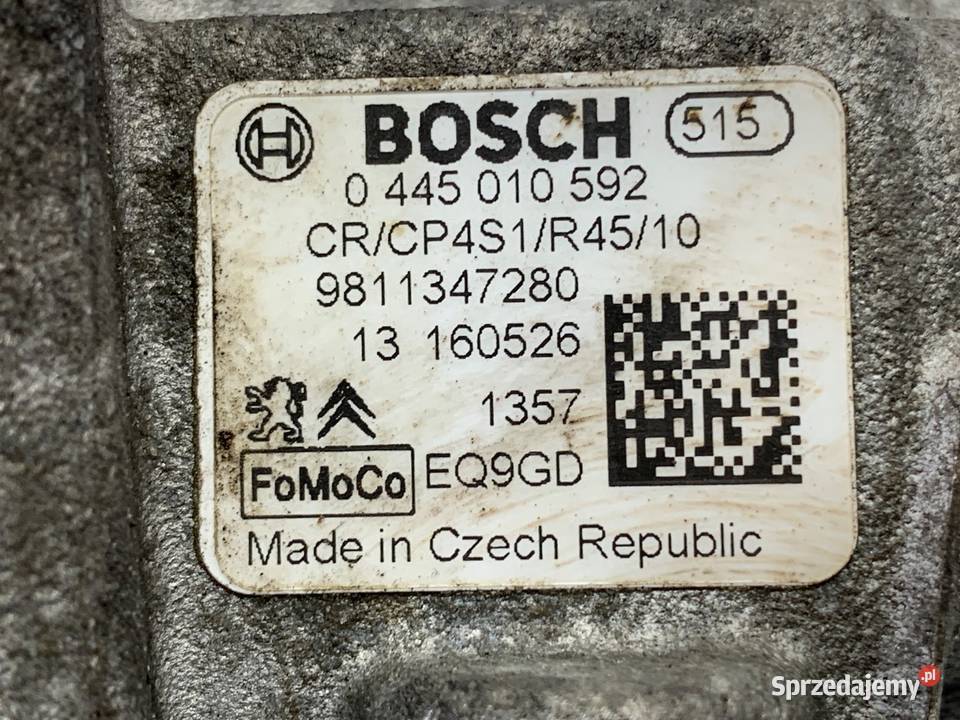 BOSCH 515
0 445 010 592
CR/CP4S1/R45/10
9811347280
13 160526
1357
FoMoCo EQ9GD
Made in Czech Republic
Sprzedajemy.pl